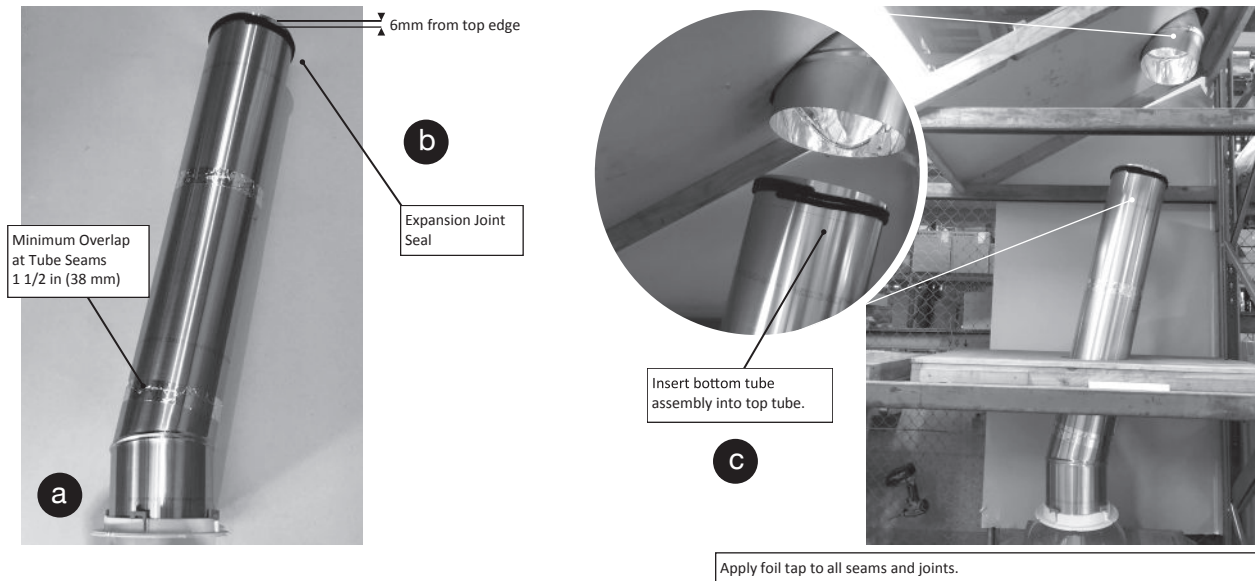 6mm from top edge
b
Expansion Joint
Seal
Minimum Overlap
at Tube Seams
1 1/2 in (38 mm)
a
Insert bottom tube
assembly into top tube.
c
Apply foil tap to all seams and joints.